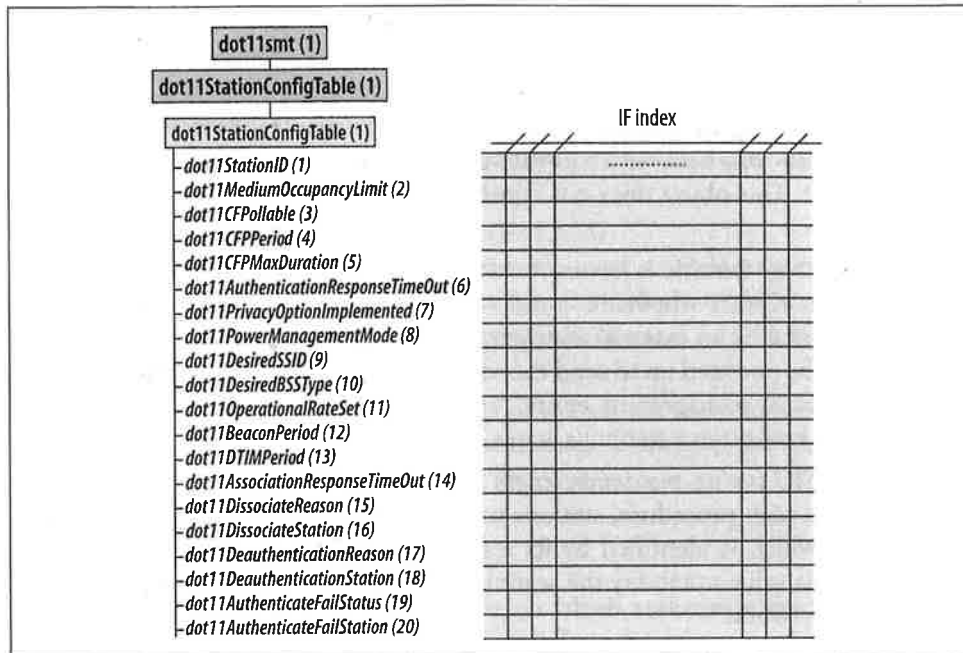 dot11smt (1)
dot11StationConfigTable (1)
dot11StationConfigTable (1)
IF index
dot11StationID (1)
dot11MediumOccupancyLimit (2)
dot11CFPollable (3)
dot11CFPPeriod (4)
dot11CFPMaxDuration (5)
dot11AuthenticationResponseTimeOut (6)
dot11PrivacyOptionImplemented (7)
dot11PowerManagementMode (8)
dot11DesiredSSID (9)
dot11DesiredBSSType (10)
dot11OperationalRateSet (11)
dot11BeaconPeriod (12)
dot11DTIMPeriod (13)
dot11AssociationResponseTimeOut (14)
dot11DissociateReason (15)
dot11DissociateStation (16)
dot11DeauthenticationReason (17)
dot11DeauthenticationStation (18)
dot11AuthenticateFailStatus (19)
dot11AuthenticateFailStation (20)